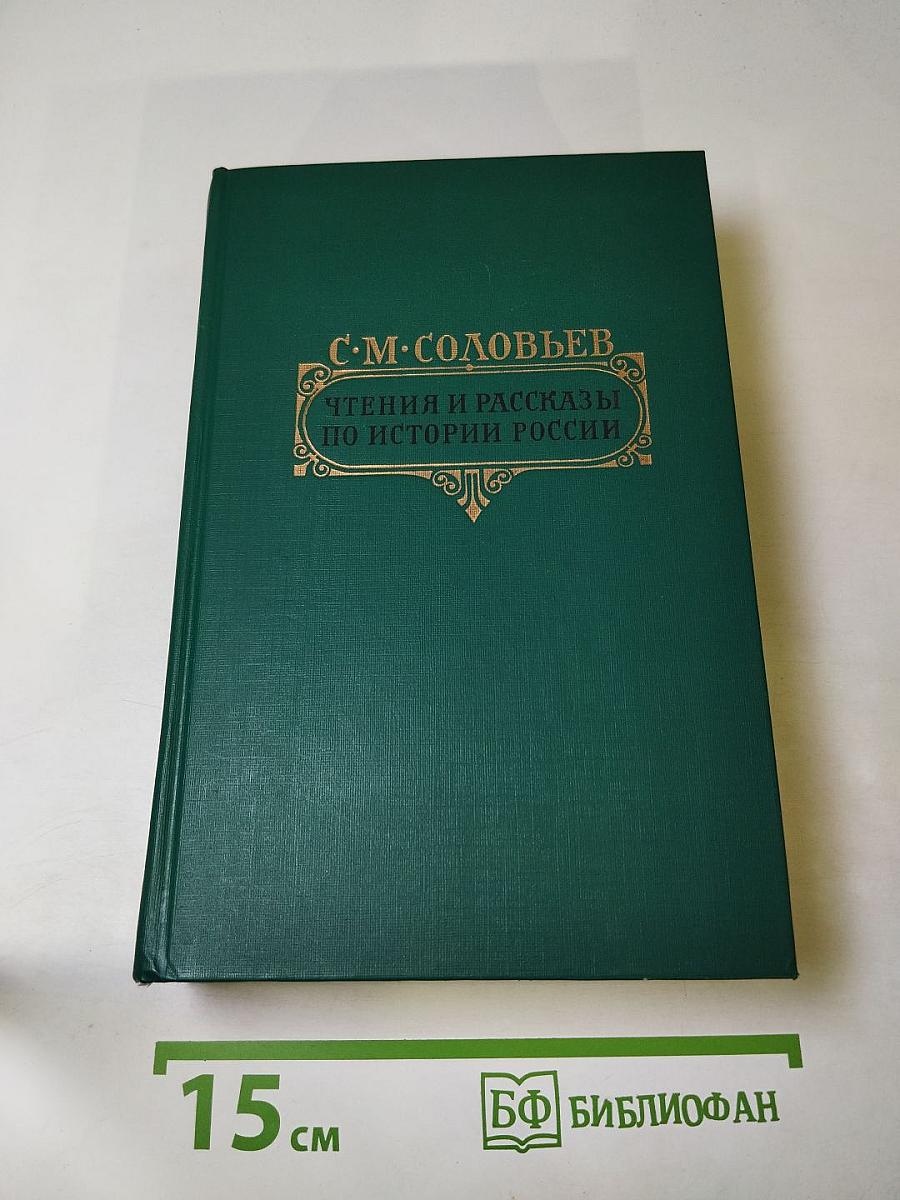 С·М·СОЛОВЬЕВ
ЧТЕНИЯ И РАССКАЗЫ
ПО ИСТОРИИ РОССИИ
15 см
БФ БИБЛИОФАН